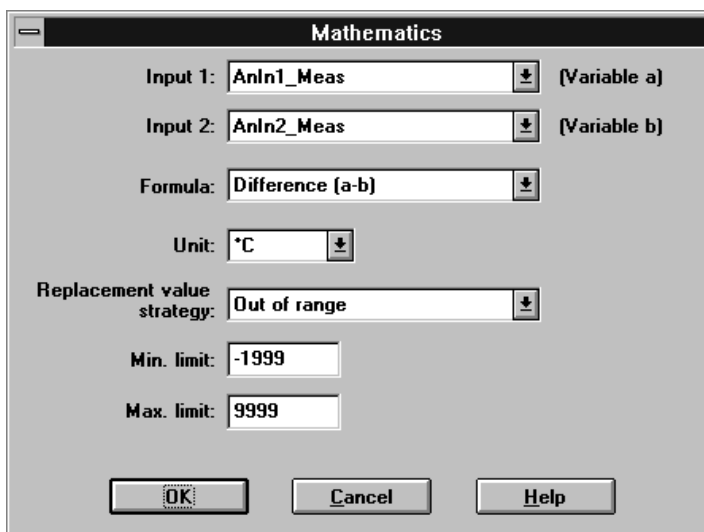 Mathematics
Input 1: AnIn1_Meas (Variable a)
Input 2: AnIn2_Meas (Variable b)
Formula: Difference (a-b)
Unit: °C
Replacement value
strategy: Out of range
Min. limit: -1999
Max. limit: 9999
OK Cancel Help